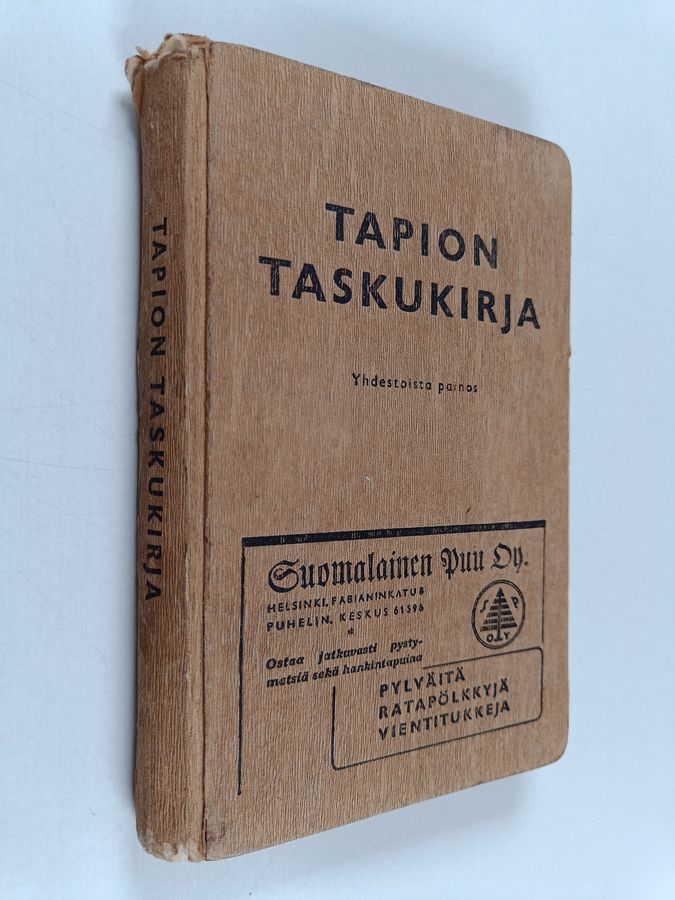 TAPION TASKUKIRJA
TAPION
TASKUKIRJA
Yhdestoista painos
Suomalainen Puu Oy.
HELSINKI, FABIANINKATU 8
PUHELIN. KESKUS 61596
S P
OY
Ostaa jatkuvasti pysty-
metsiä sekä hankintapuina
PYLVÄITÄ
RATAPÖLKKYJÄ
VIENTITUKKEJA